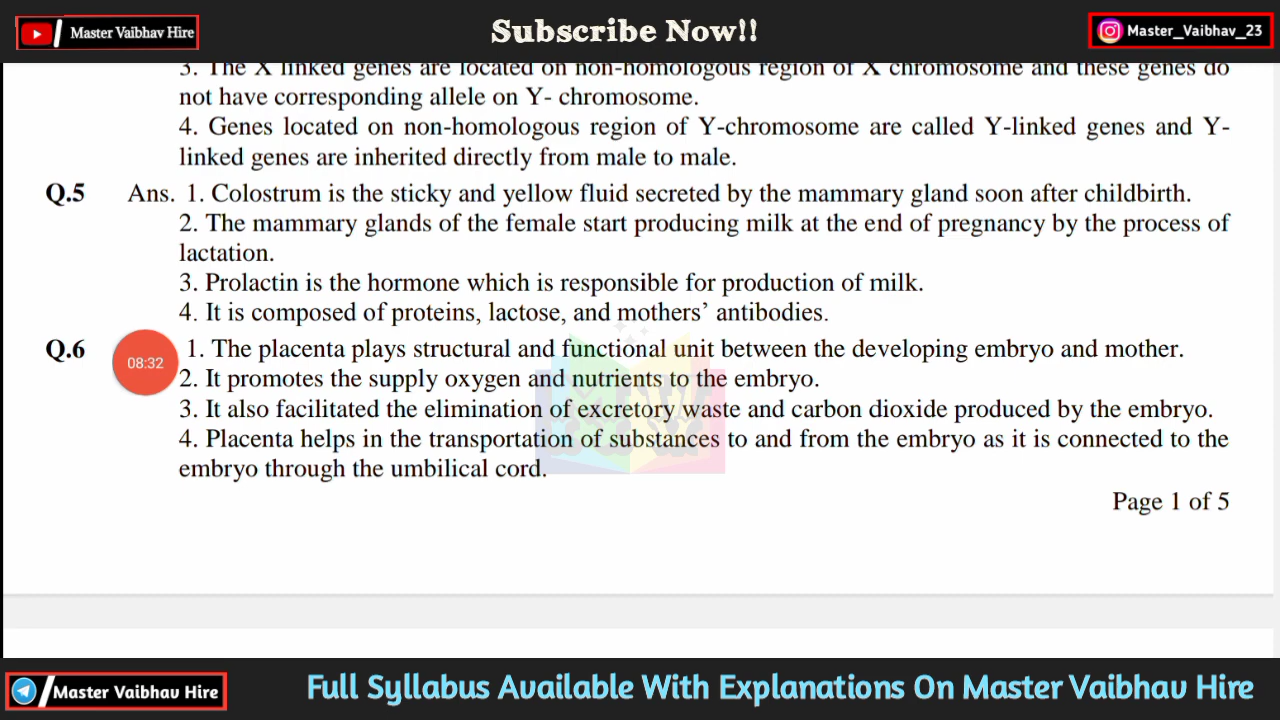 Master Vaibhav Hire
Subscribe Now!!
Master_Vaibhav_23
3. The X linked genes are located on non-homologous region of X chromosome and these genes do
not have corresponding allele on Y- chromosome.
4. Genes located on non-homologous region of Y-chromosome are called Y-linked genes and Y-
linked genes are inherited directly from male to male.
Q.5 Ans. 1. Colostrum is the sticky and yellow fluid secreted by the mammary gland soon after childbirth.
2. The mammary glands of the female start producing milk at the end of pregnancy by the process of
lactation.
3. Prolactin is the hormone which is responsible for production of milk.
4. It is composed of proteins, lactose, and mothers’ antibodies.
Q.6 08:32 1. The placenta plays structural and functional unit between the developing embryo and mother.
2. It promotes the supply oxygen and nutrients to the embryo.
3. It also facilitated the elimination of excretory waste and carbon dioxide produced by the embryo.
4. Placenta helps in the transportation of substances to and from the embryo as it is connected to the
embryo through the umbilical cord.
Page 1 of 5
Master Vaibhav Hire
Full Syllabus Available With Explanations On Master Vaibhav Hire